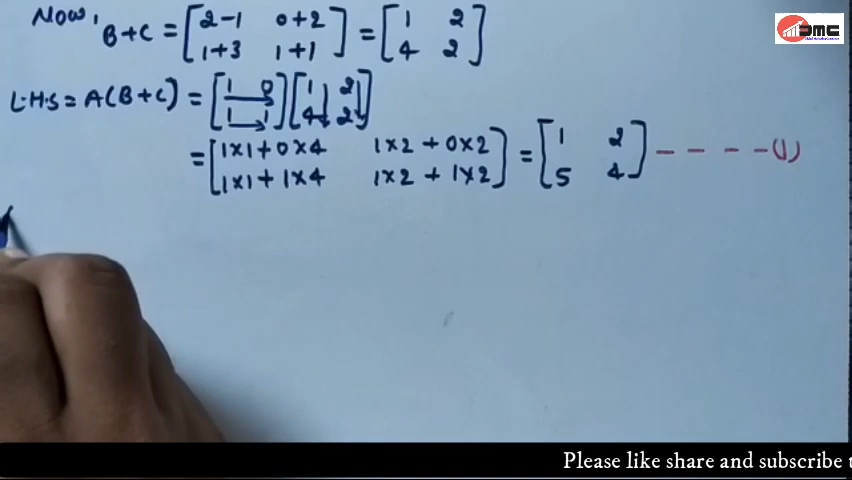 Now, B+C = [2-1 0+2 = [1 2
1+3 1+1] 4 2]
L.H.S = A(B+C) = [1 0 [1 2
1 1] 4 2]
= [1×1+0×4 1×2+0×2 = [1 2 ----(1)
1×1+1×4 1×2+1×2] 5 4]
DMC
Please like share and subscribe t